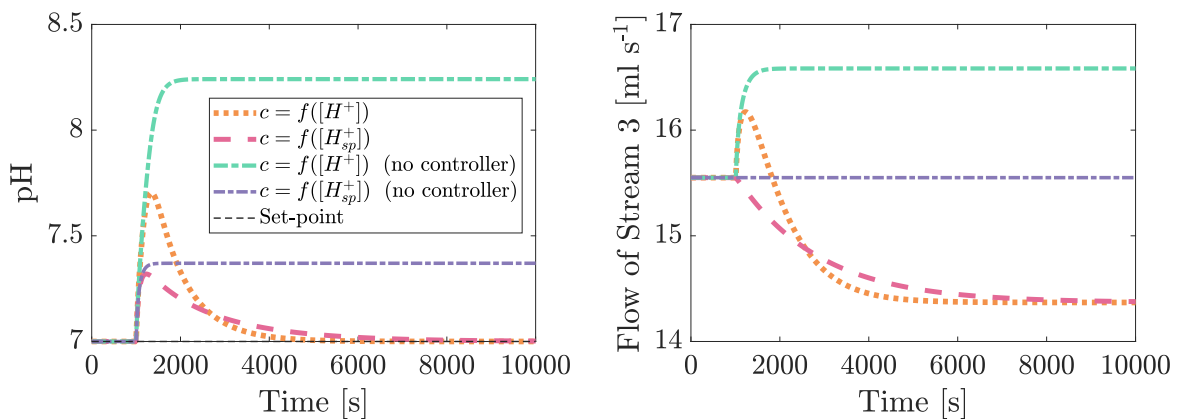 8.5
8
7.5
7
pH
c = f([H⁺])
c = f([H⁺ₛₚ])
c = f([H⁺]) (no controller)
c = f([H⁺ₛₚ]) (no controller)
Set-point
0 2000 4000 6000 8000 10000
Time [s]
17
16
15
14
Flow of Stream 3 [ml s⁻¹]
0 2000 4000 6000 8000 10000
Time [s]